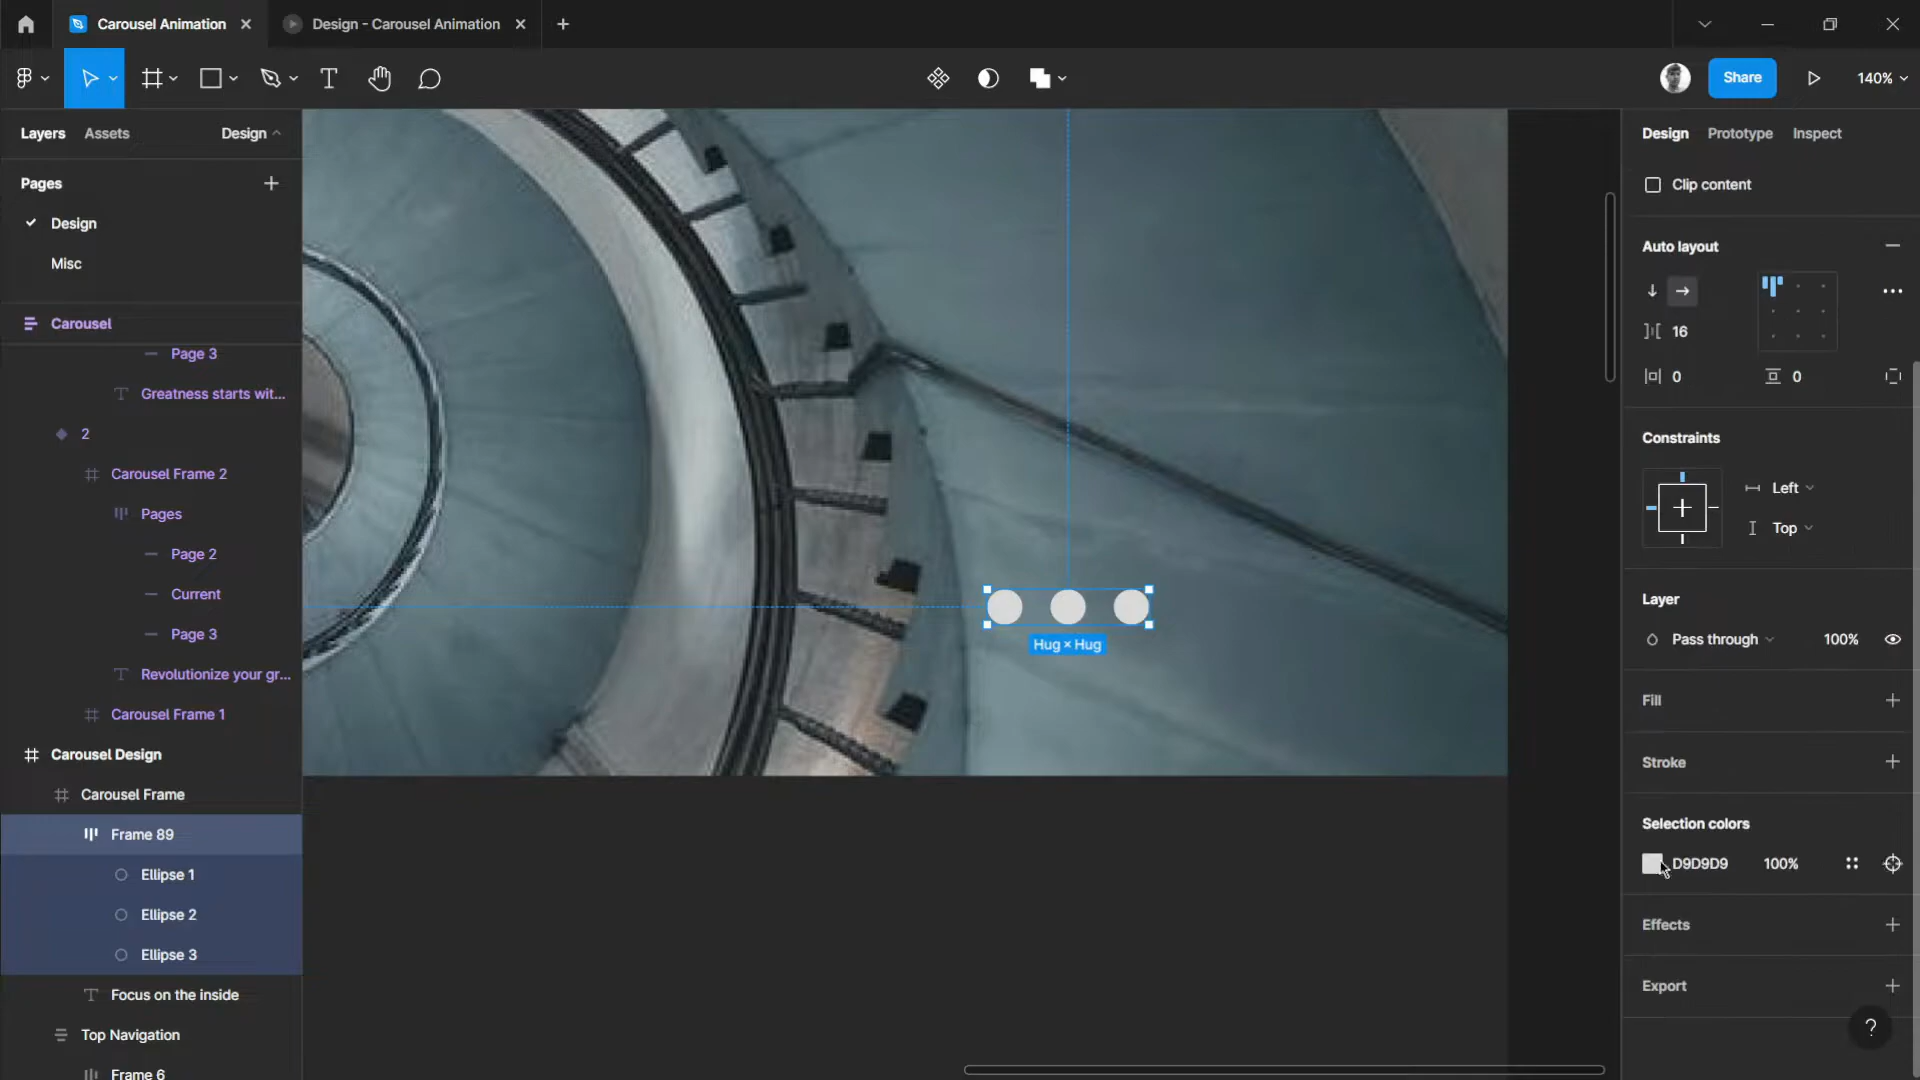 Carousel Animation
Design - Carousel Animation
Share
140%
Layers
Assets
Design
Pages
Design
Misc
Carousel
Page 3
Greatness starts wit...
2
Carousel Frame 2
Pages
Page 2
Current
Page 3
Revolutionize your gr...
Carousel Frame 1
Carousel Design
Carousel Frame
Frame 89
Ellipse 1
Ellipse 2
Ellipse 3
Focus on the inside
Top Navigation
Frame 6
Hug × Hug
Design
Prototype
Inspect
Clip content
Auto layout
16
0
0
Constraints
Left
Top
Layer
Pass through
100%
Fill
Stroke
Selection colors
D9D9D9
100%
Effects
Export
?